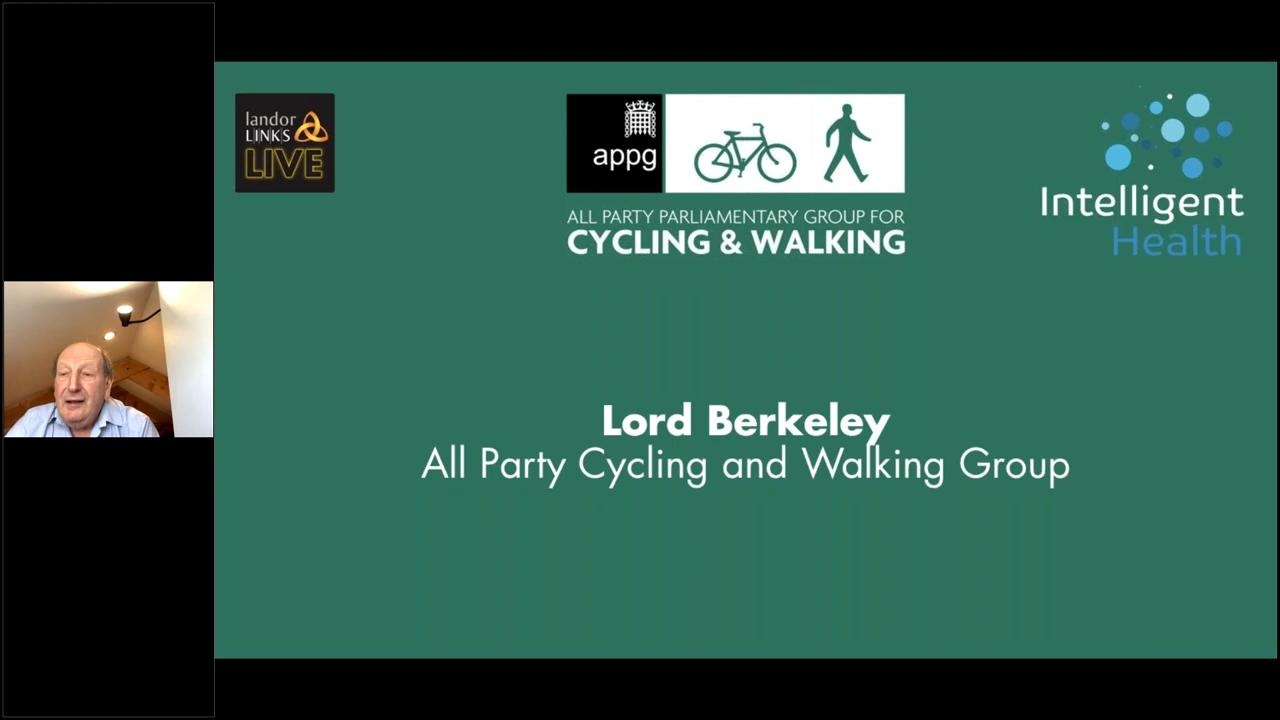 landor
LINKS
LIVE
appg
ALL PARTY PARLIAMENTARY GROUP FOR
CYCLING & WALKING
Intelligent
Health
Lord Berkeley
All Party Cycling and Walking Group